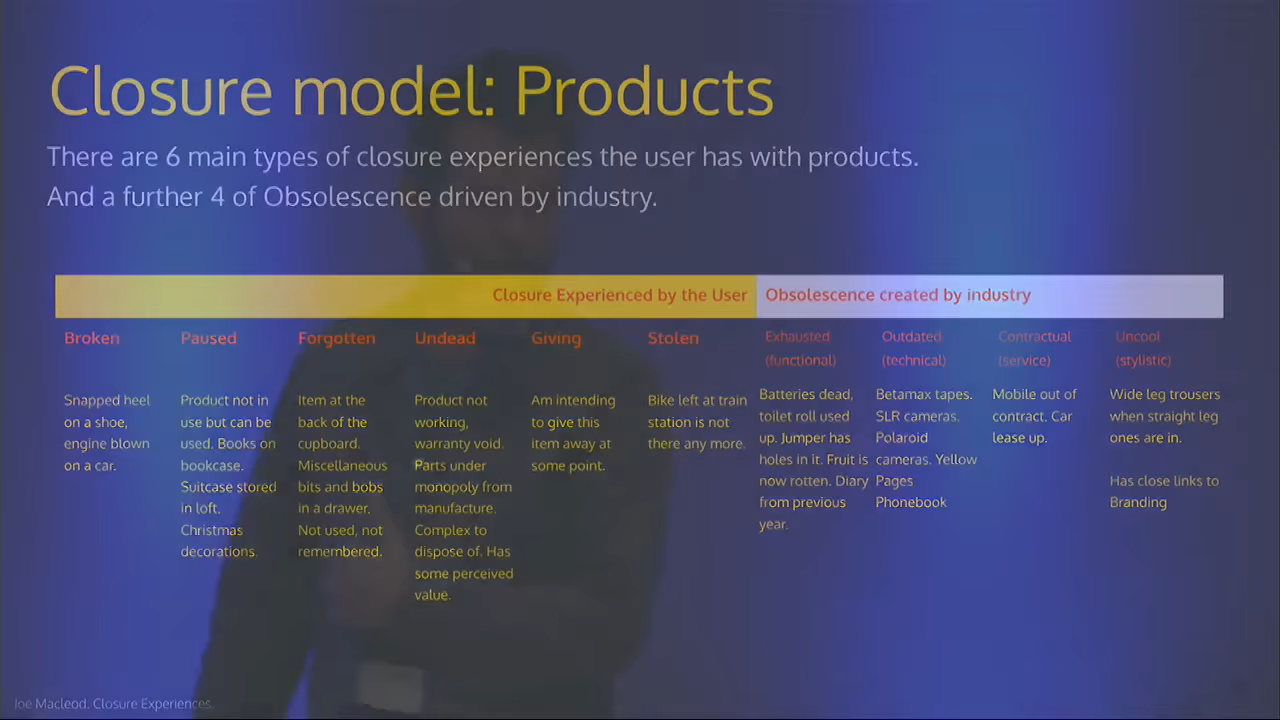 Closure model: Products
There are 6 main types of closure experiences the user has with products.
And a further 4 of Obsolescence driven by industry.
Closure Experienced by the User
Obsolescence created by industry
Broken
Snapped heel
on a shoe,
engine blown
on a car.
Paused
Product not in
use but can be
used. Books on
bookcase.
Suitcase stored
in loft.
Christmas
decorations.
Forgotten
Item at the
back of the
cupboard.
Miscellaneous
bits and bobs
in a drawer.
Not used, not
remembered.
Undead
Product not
working,
warranty void.
Parts under
monopoly from
manufacture.
Complex to
dispose of. Has
some perceived
value.
Giving
Am intending
to give this
item away at
some point.
Stolen
Bike left at train
station is not
there any more.
Exhausted
(functional)
Batteries dead,
toilet roll used
up. Jumper has
holes in it. Fruit is
now rotten. Diary
from previous
year.
Outdated
(technical)
Betamax tapes.
SLR cameras.
Polaroid
cameras. Yellow
Pages
Phonebook
Contractual
(service)
Mobile out of
contract. Car
lease up.
Uncool
(stylistic)
Wide leg trousers
when straight leg
ones are in.
Has close links to
Branding
Joe Macleod. Closure Experiences.